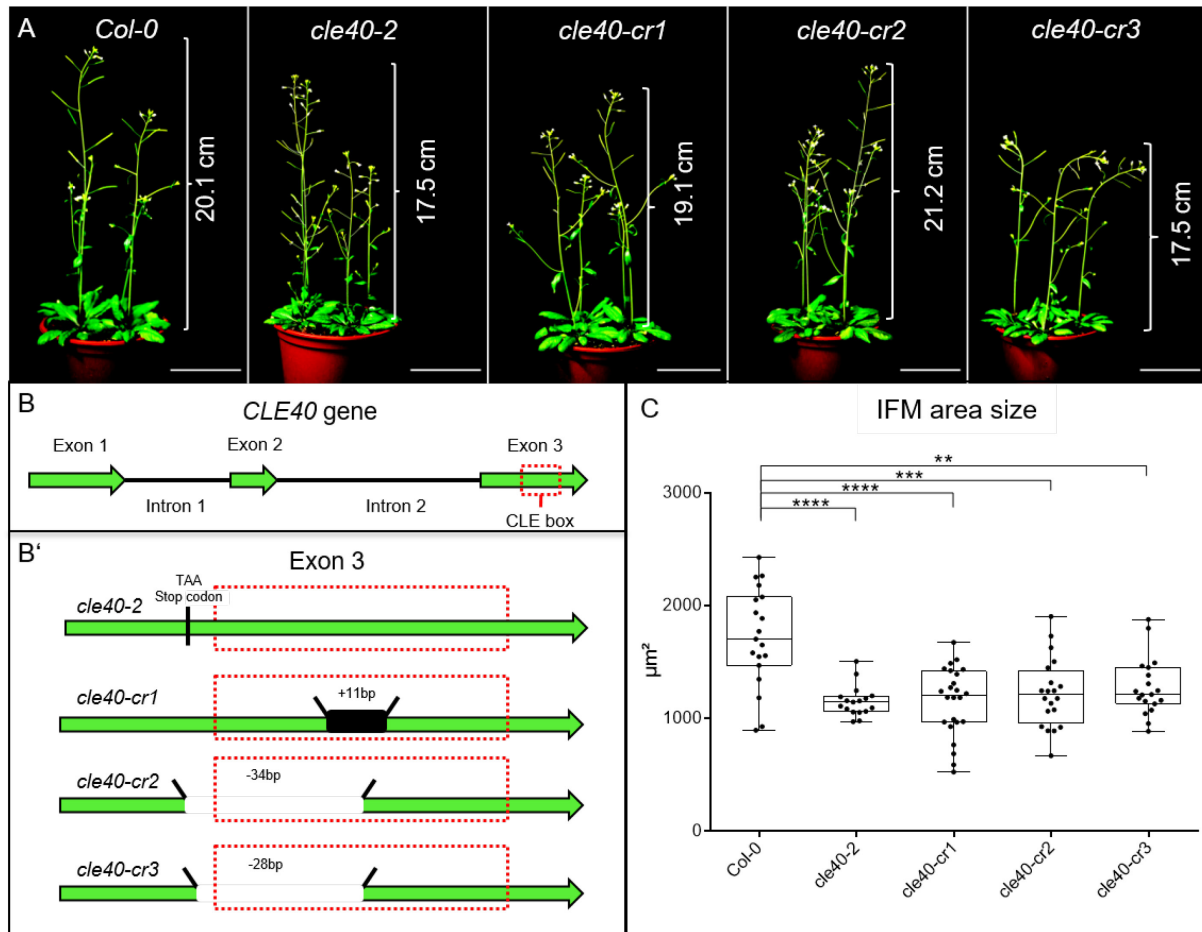 A
Col-0
cle40-2
cle40-cr1
cle40-cr2
cle40-cr3
20.1 cm
17.5 cm
19.1 cm
21.2 cm
17.5 cm
B
CLE40 gene
Exon 1
Exon 2
Exon 3
Intron 1
Intron 2
CLE box
B'
Exon 3
TAA
Stop codon
cle40-2
cle40-cr1
+11bp
cle40-cr2
-34bp
cle40-cr3
-28bp
C
IFM area size
**
***
****
****
3000
2000
1000
0
µm²
Col-0
cle40-2
cle40-cr1
cle40-cr2
cle40-cr3